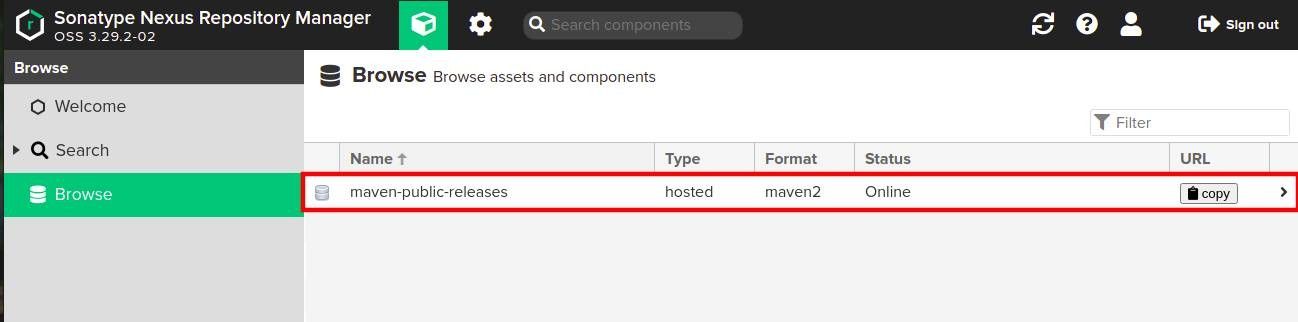 Sonatype Nexus Repository Manager
OSS 3.29.2-02
Search components
Sign out
Browse
Welcome
Search
Browse
Browse Browse assets and components
Filter
Name Type Format Status URL
maven-public-releases hosted maven2 Online copy